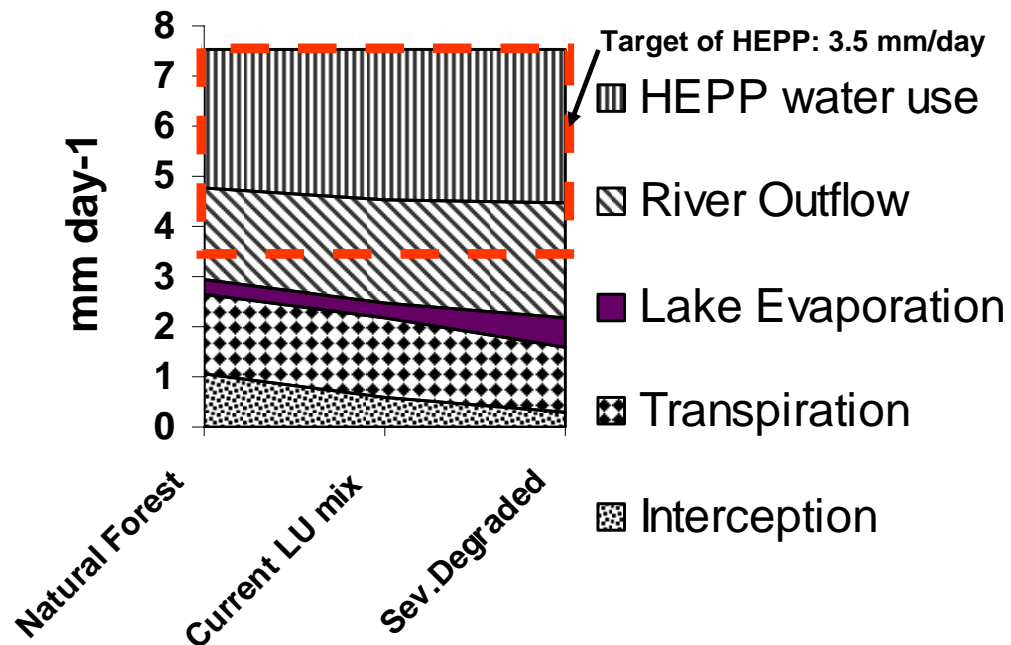 8
7
6
5
4
3
2
1
0
mm day-1
Natural Forest
Current LU mix
Sev.Degraded
Target of HEPP: 3.5 mm/day
HEPP water use
River Outflow
Lake Evaporation
Transpiration
Interception